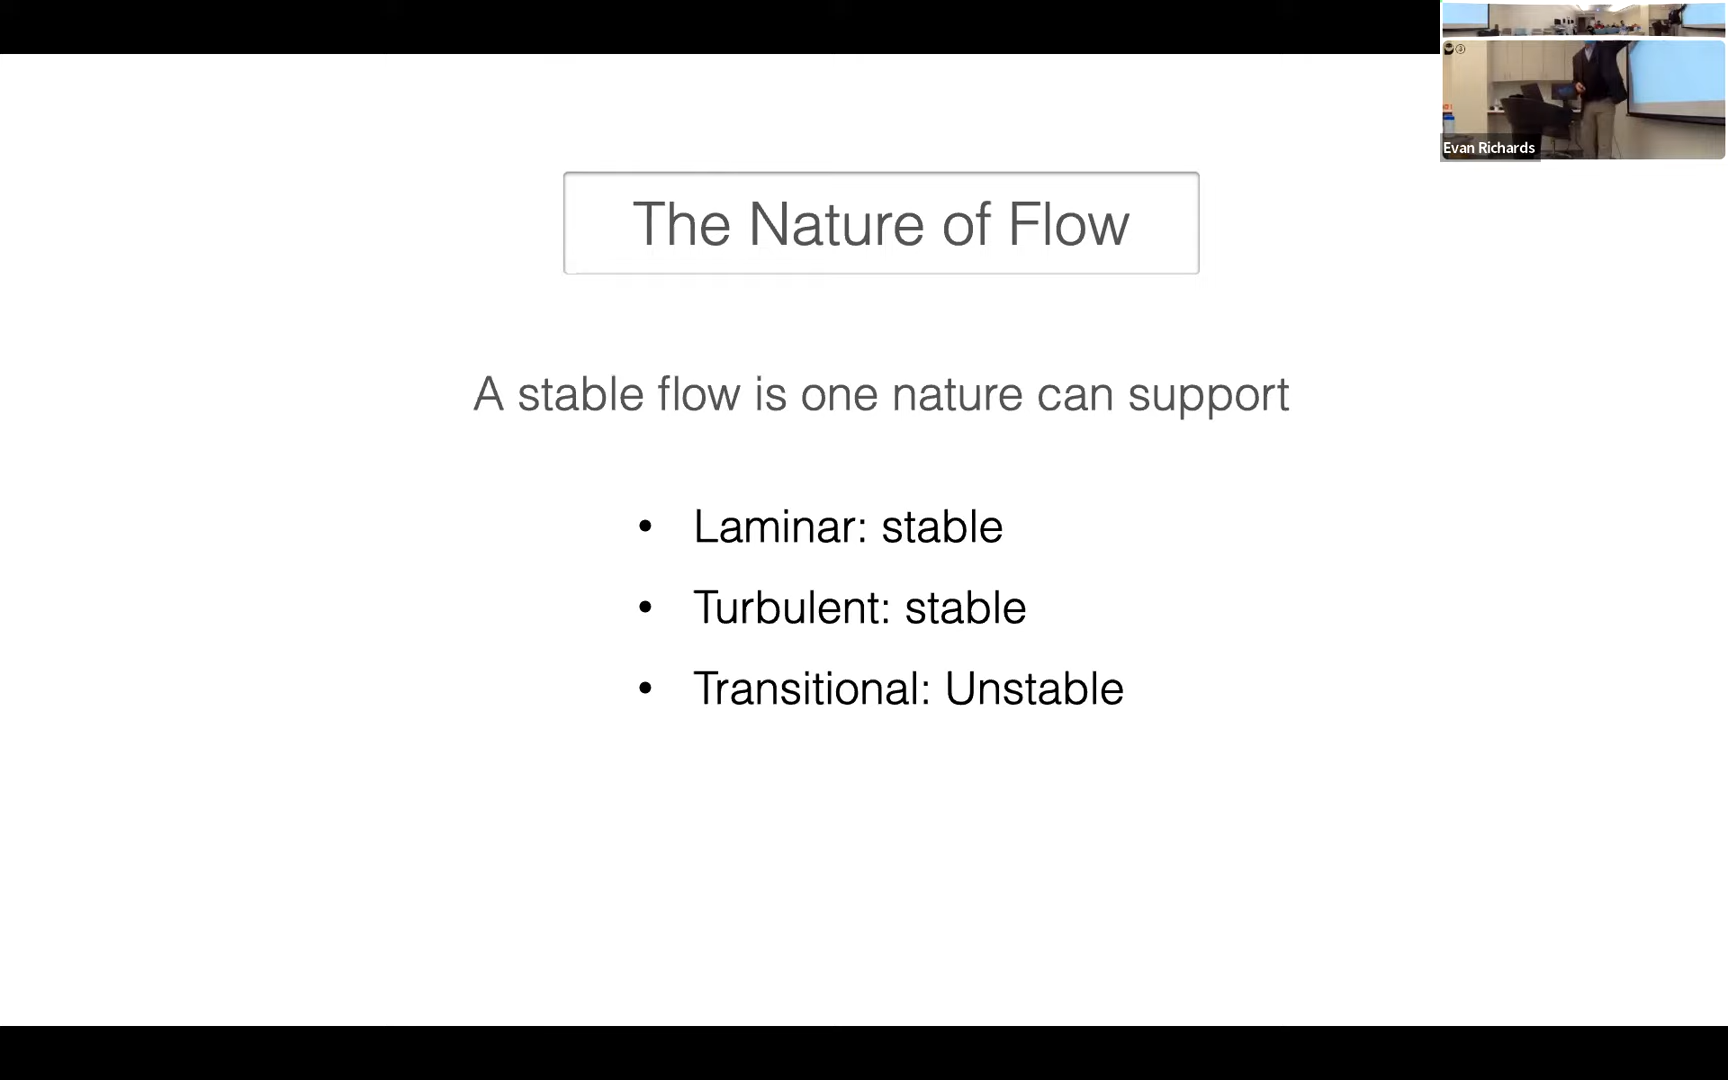 The Nature of Flow
A stable flow is one nature can support
• Laminar: stable
• Turbulent: stable
• Transitional: Unstable
Evan Richards